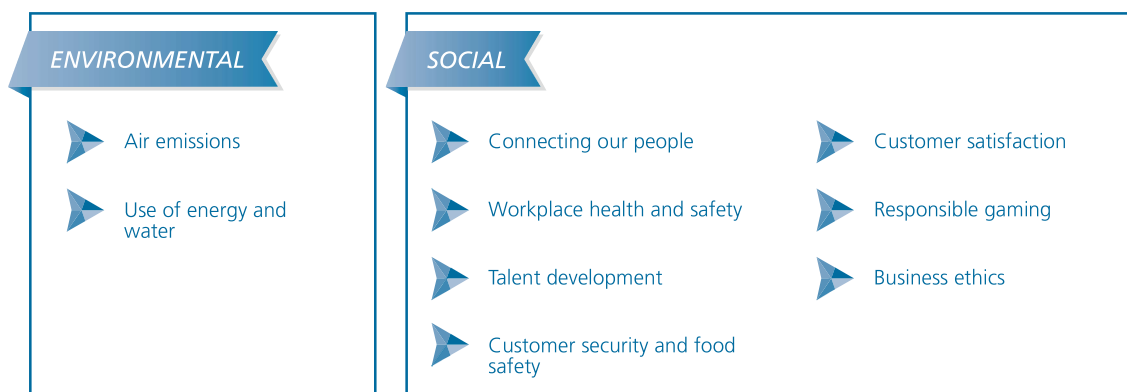 ENVIRONMENTAL
Air emissions
Use of energy and
water
SOCIAL
Connecting our people
Workplace health and safety
Talent development
Customer security and food
safety
Customer satisfaction
Responsible gaming
Business ethics